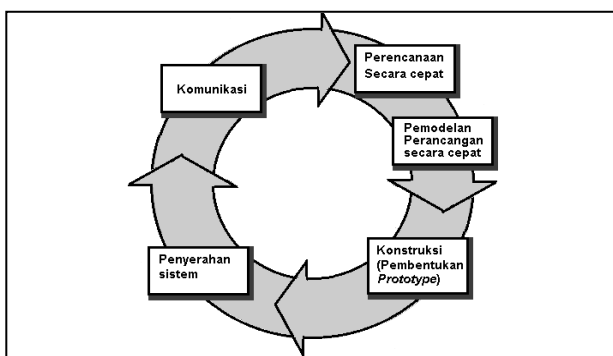 Komunikasi
Perencanaan
Secara cepat
Pemodelan
Perancangan
secara cepat
Konstruksi
(Pembentukan
Prototype)
Penyerahan
sistem